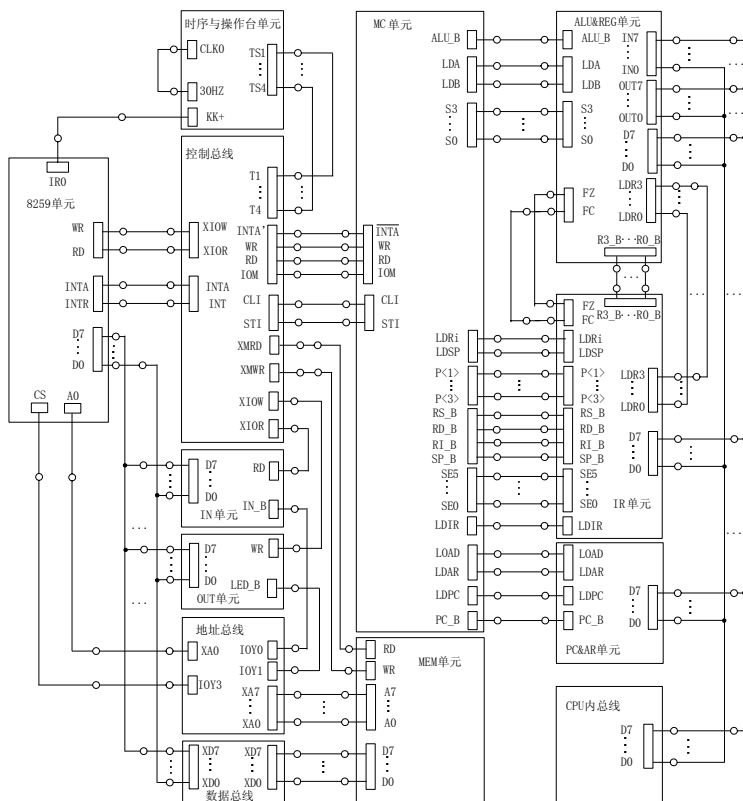 时序与操作台单元
CLK0
30HZ
KK+
TS1
TS4
IR0
8259单元
WR
RD
INTA
INTR
D7
D0
CS
A0
控制总线
T1
T4
XIOW
XIOR
INTA'
WR
RD
IOM
INTA
INT
CLI
STI
XMRD
XMWR
XIOW
XIOR
D7
D0
RD
IN_B
IN单元
D7
D0
WR
LED_B
OUT单元
地址总线
XA0
IOY3
IOY0
IOY1
XA7
XA0
XD7
XD0
XD7
XD0
数据总线
MC单元
ALU_B
LDA
LDB
S3
S0
INTA
WR
RD
IOM
CLI
STI
LDRi
LDSP
P<1>
P<3>
RS_B
RD_B
RI_B
SP_B
SE5
SE0
LDIR
LOAD
LDAR
LDPC
PC_B
MEM单元
RD
WR
A7
A0
D7
D0
ALU&REG单元
ALU_B
LDA
LDB
S3
S0
IN7
IN0
OUT7
OUT0
D7
D0
FZ
FC
LDR3
LDR0
R3_B···R0_B
FZ
FC
R3_B···R0_B
LDRi
LDSP
P<1>
P<3>
RS_B
RD_B
RI_B
SP_B
SE5
SE0
LDIR
LDR3
LDR0
D7
D0
IR单元
LOAD
LDAR
LDPC
PC_B
D7
D0
PC&AR单元
CPU内总线
D7
D0